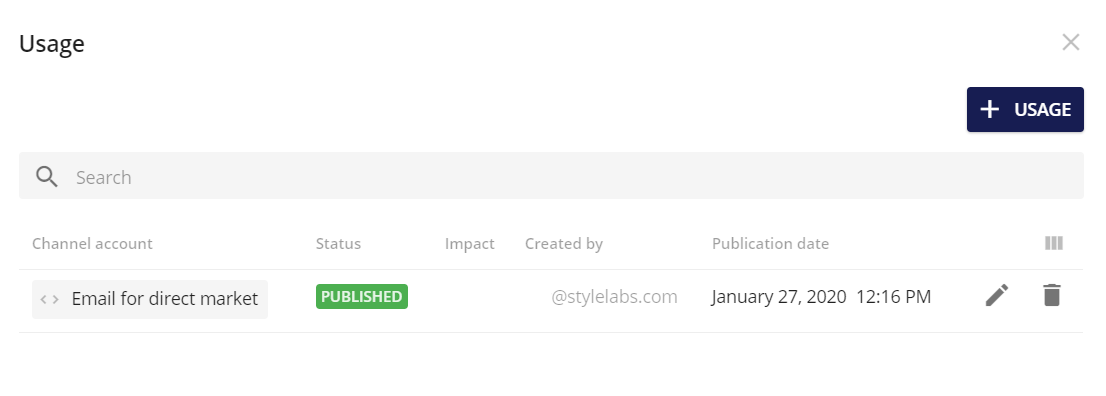 Usage
+ USAGE
Search
Channel account Status Impact Created by Publication date
<> Email for direct market PUBLISHED @stylelabs.com January 27, 2020 12:16 PM